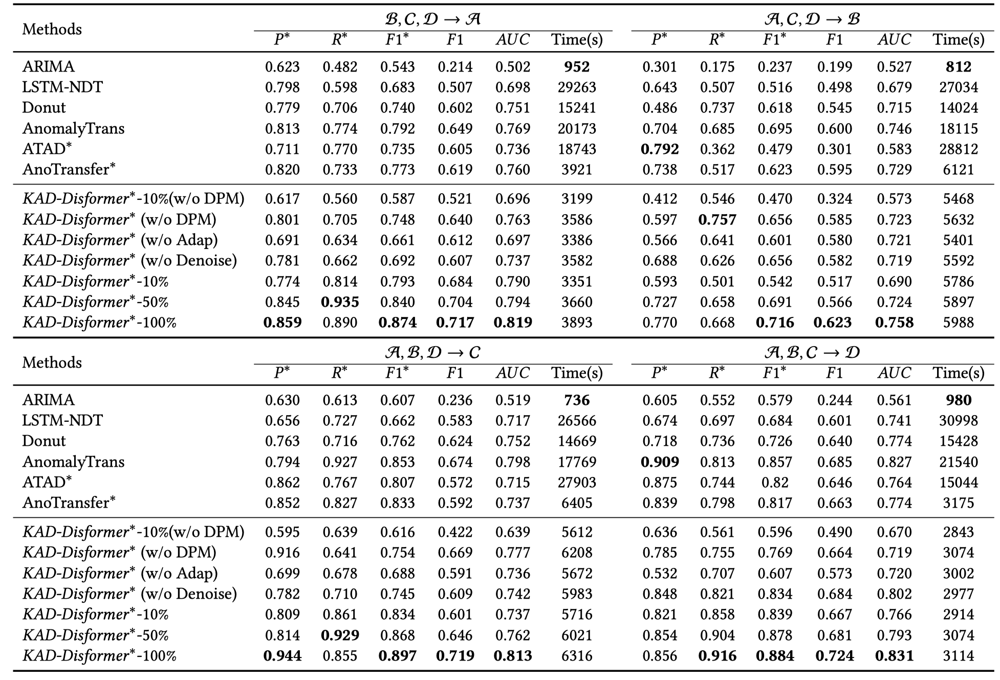 Methods ℬ, 𝒞, 𝒟 → 𝒜 𝒜, 𝒞, 𝒟 → ℬ
P* R* F1* F1 AUC Time(s) P* R* F1* F1 AUC Time(s)
ARIMA 0.623 0.482 0.543 0.214 0.502 952 0.301 0.175 0.237 0.199 0.527 812
LSTM-NDT 0.798 0.598 0.683 0.507 0.698 29263 0.643 0.507 0.516 0.498 0.679 27034
Donut 0.779 0.706 0.740 0.602 0.751 15241 0.486 0.737 0.618 0.545 0.715 14024
AnomalyTrans 0.813 0.774 0.792 0.649 0.769 20173 0.704 0.685 0.695 0.600 0.746 18115
ATAD* 0.711 0.770 0.735 0.605 0.736 18743 0.792 0.362 0.479 0.301 0.583 28812
AnoTransfer* 0.820 0.733 0.773 0.619 0.760 3921 0.738 0.517 0.623 0.595 0.729 6121
KAD-Disformer*-10%(w/o DPM) 0.617 0.560 0.587 0.521 0.696 3199 0.412 0.546 0.470 0.324 0.573 5468
KAD-Disformer* (w/o DPM) 0.801 0.705 0.748 0.640 0.763 3586 0.597 0.757 0.656 0.585 0.723 5632
KAD-Disformer* (w/o Adap) 0.691 0.634 0.661 0.612 0.697 3386 0.566 0.641 0.601 0.580 0.721 5401
KAD-Disformer* (w/o Denoise) 0.781 0.662 0.692 0.607 0.737 3582 0.688 0.626 0.656 0.582 0.719 5592
KAD-Disformer*-10% 0.774 0.814 0.793 0.684 0.790 3351 0.593 0.501 0.542 0.517 0.690 5786
KAD-Disformer*-50% 0.845 0.935 0.840 0.704 0.794 3660 0.727 0.658 0.691 0.566 0.724 5897
KAD-Disformer*-100% 0.859 0.890 0.874 0.717 0.819 3893 0.770 0.668 0.716 0.623 0.758 5988
Methods 𝒜, ℬ, 𝒟 → 𝒞 𝒜, ℬ, 𝒞 → 𝒟
P* R* F1* F1 AUC Time(s) P* R* F1* F1 AUC Time(s)
ARIMA 0.630 0.613 0.607 0.236 0.519 736 0.605 0.552 0.579 0.244 0.561 980
LSTM-NDT 0.656 0.727 0.662 0.583 0.717 26566 0.674 0.697 0.684 0.601 0.741 30998
Donut 0.763 0.716 0.762 0.624 0.752 14669 0.718 0.736 0.726 0.640 0.774 15428
AnomalyTrans 0.794 0.927 0.853 0.674 0.798 17769 0.909 0.813 0.857 0.685 0.827 21540
ATAD* 0.862 0.767 0.807 0.572 0.715 27903 0.875 0.744 0.82 0.646 0.764 15044
AnoTransfer* 0.852 0.827 0.833 0.592 0.737 6405 0.839 0.798 0.817 0.663 0.774 3175
KAD-Disformer*-10%(w/o DPM) 0.595 0.639 0.616 0.422 0.639 5612 0.636 0.561 0.596 0.490 0.670 2843
KAD-Disformer* (w/o DPM) 0.916 0.641 0.754 0.669 0.777 6208 0.785 0.755 0.769 0.664 0.719 3074
KAD-Disformer* (w/o Adap) 0.699 0.678 0.688 0.591 0.736 5672 0.532 0.707 0.607 0.573 0.720 3002
KAD-Disformer* (w/o Denoise) 0.782 0.710 0.745 0.609 0.742 5983 0.848 0.821 0.834 0.684 0.802 2977
KAD-Disformer*-10% 0.809 0.861 0.834 0.601 0.737 5716 0.821 0.858 0.839 0.667 0.766 2914
KAD-Disformer*-50% 0.814 0.929 0.868 0.646 0.762 6021 0.854 0.904 0.878 0.681 0.793 3074
KAD-Disformer*-100% 0.944 0.855 0.897 0.719 0.813 6316 0.856 0.916 0.884 0.724 0.831 3114